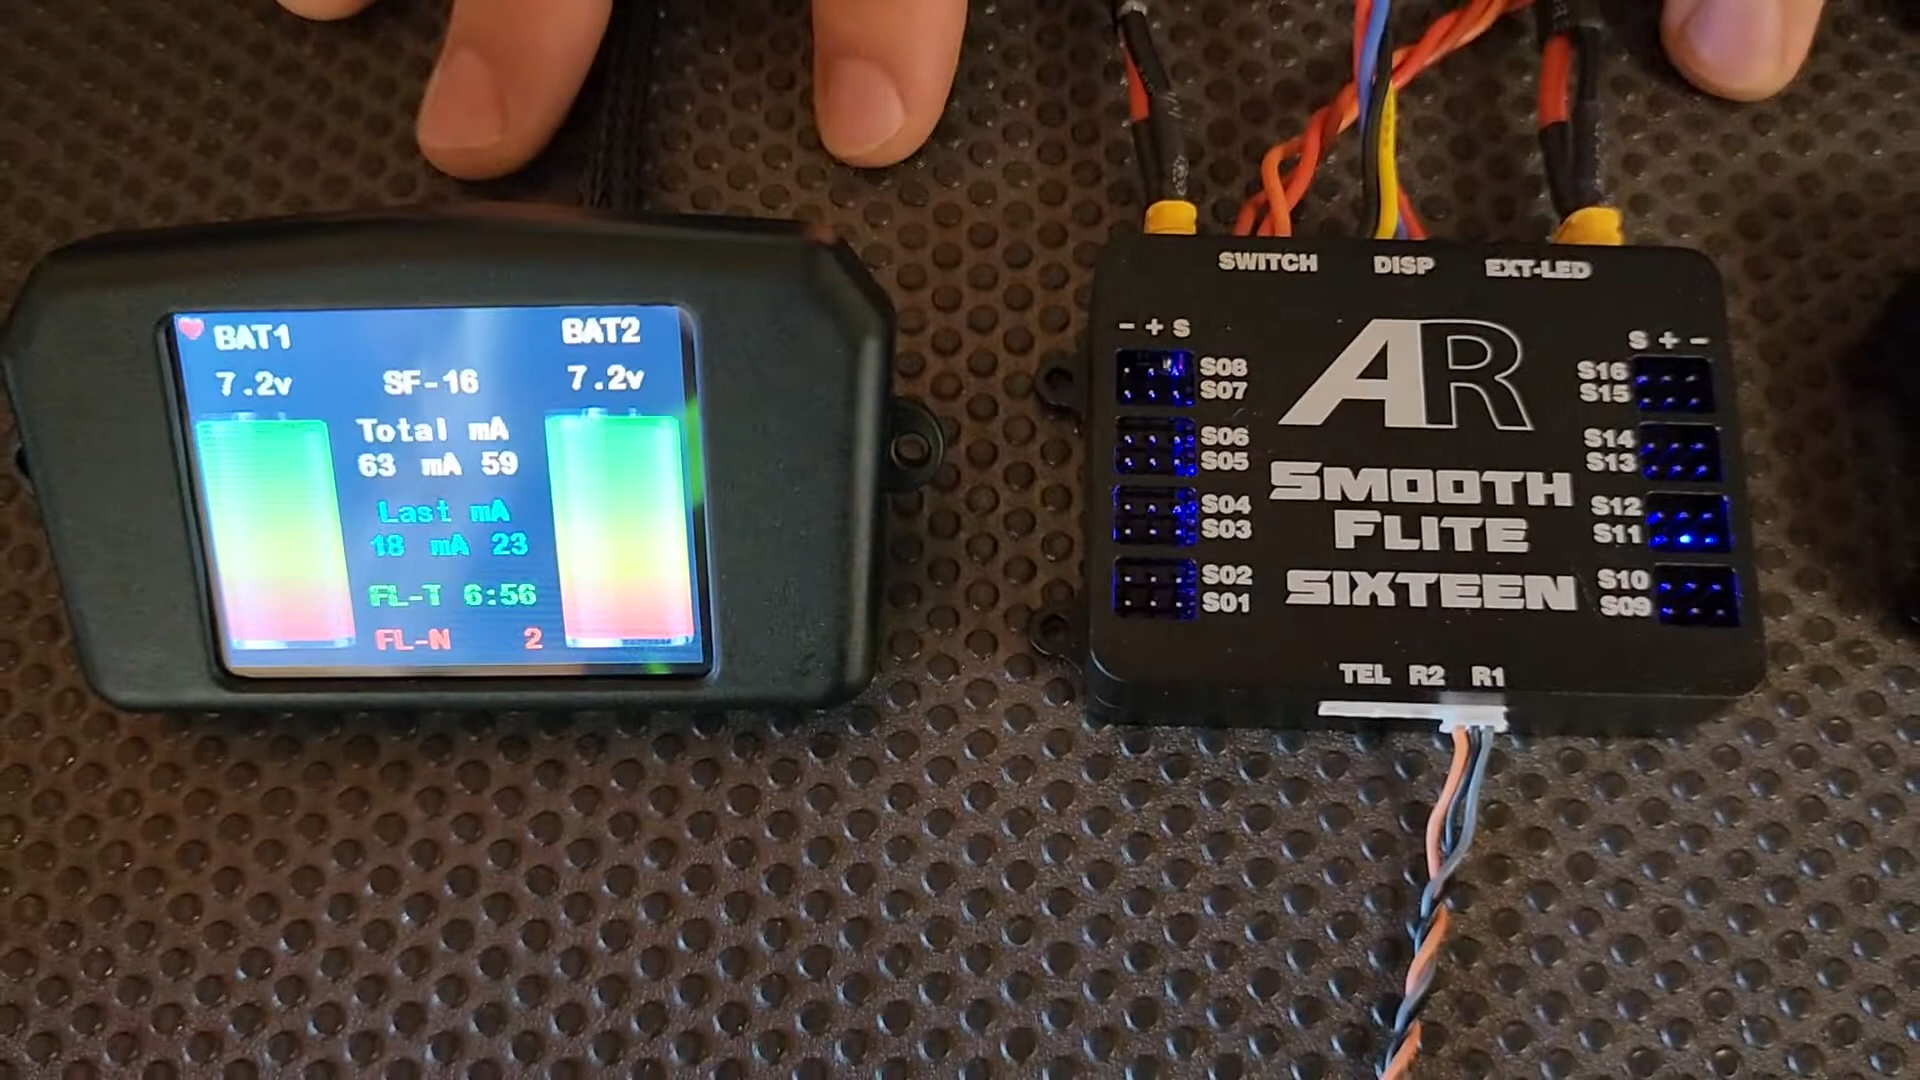 BAT1
BAT2
7.2v
SF-16
7.2v
Total mA
63 mA 59
Last mA
18 mA 23
FL-T 6:56
FL-N 2
SWITCH
DISP
EXT-LED
- + S
S + -
AR
SMOOTH
FLITE
SIXTEEN
S08
S07
S06
S05
S04
S03
S02
S01
S16
S15
S14
S13
S12
S11
S10
S09
TEL R2 R1